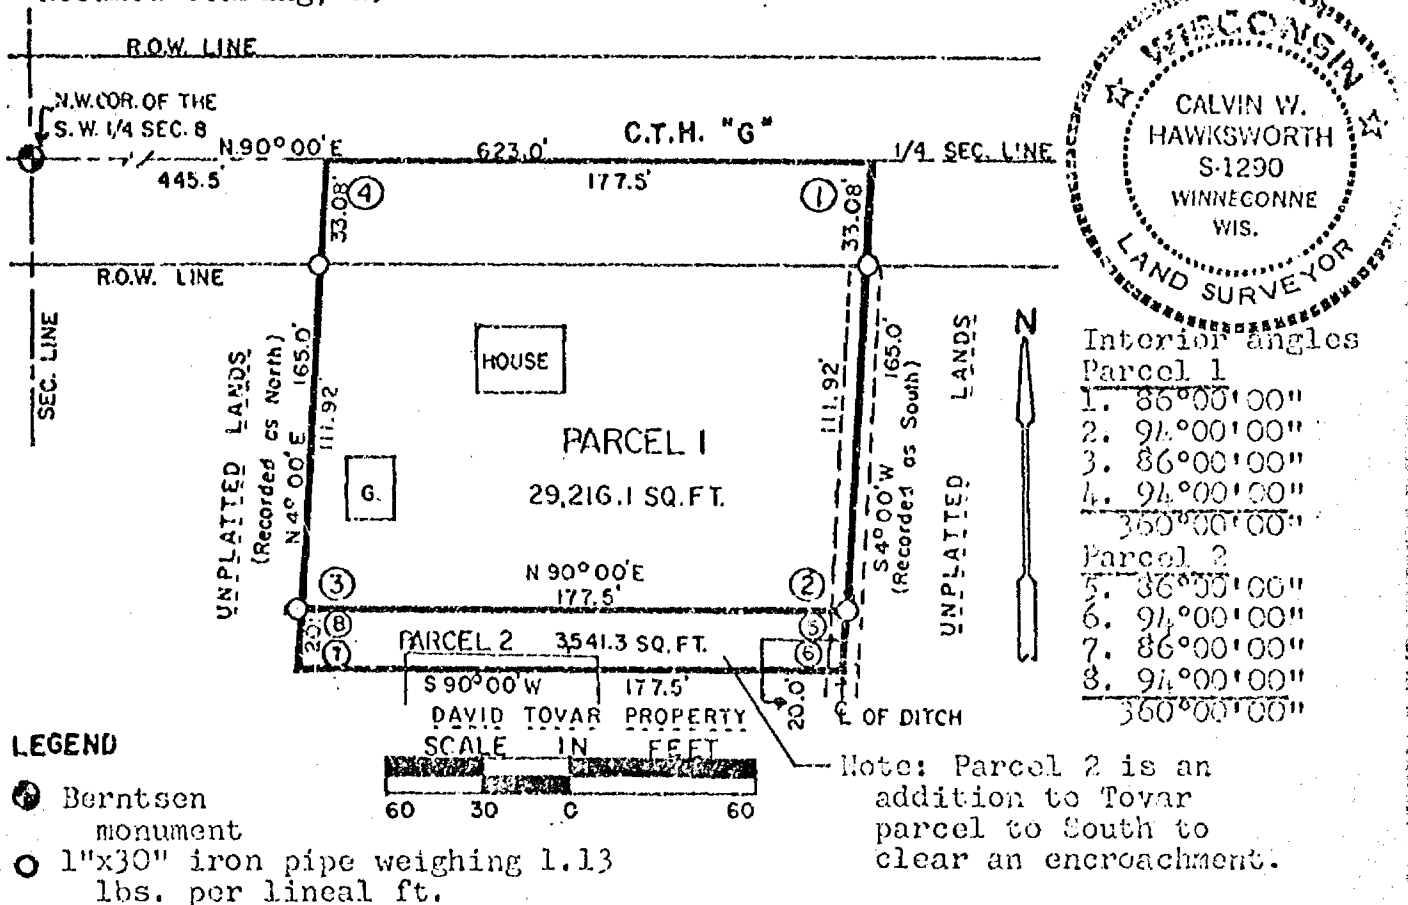 R.O.W. LINE
N.W. COR. OF THE
S.W. 1/4 SEC. 8
N.90°00'E
623.0'
C.T.H. "G"
1/4 SEC. LINE
445.5'
177.5'
33.08'
4
1
33.08'
R.O.W. LINE
SEC. LINE
UNPLATTED LANDS
(Recorded as North)
N 4°00'E 165.0'
111.92'
HOUSE
G.
PARCEL 1
29,216.1 SQ.FT.
111.92'
165.0'
S 4°00'W
(Recorded as South)
UNPLATTED LANDS
N
N 90°00'E
177.5'
3
2
8
7
20'
PARCEL 2 3,541.3 SQ. FT.
5
6
S 90°00'W 177.5'
20.0'
DAVID TOVAR PROPERTY
℄ OF DITCH
SCALE IN FEET
60 30 0 60
WISCONSIN
CALVIN W.
HAWKSWORTH
S-1290
WINNECONNE
WIS.
LAND SURVEYOR
Interior angles
Parcel 1
1. 86°00'00"
2. 94°00'00"
3. 86°00'00"
4. 94°00'00"
360°00'00"
Parcel 2
5. 86°00'00"
6. 94°00'00"
7. 86°00'00"
8. 94°00'00"
360°00'00"
Note: Parcel 2 is an
addition to Tovar
parcel to South to
clear an encroachment.
LEGEND
Berntsen
monument
1"x30" iron pipe weighing 1.13
lbs. per lineal ft.